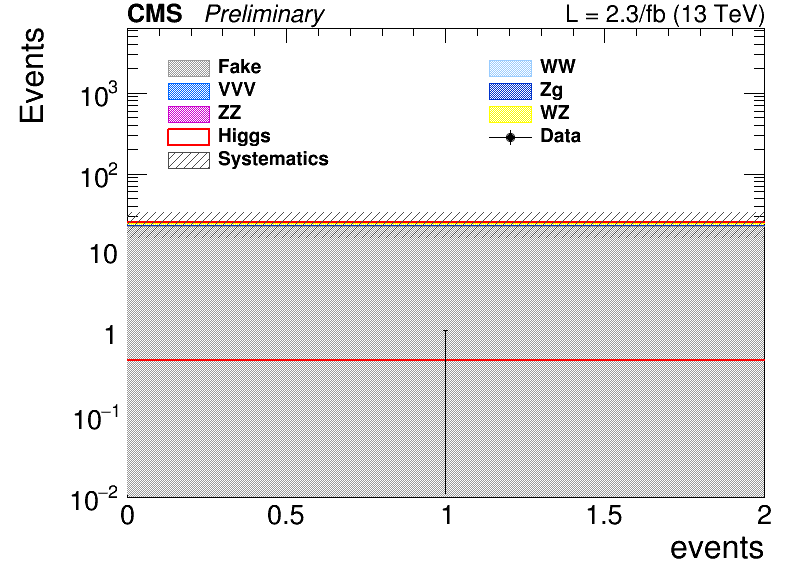 CMS Preliminary L = 2.3/fb (13 TeV)
Events
Fake WW
VVV Zg
ZZ WZ
Higgs Data
Systematics
10³
10²
10
1
10⁻¹
10⁻²
0 0.5 1 1.5 2
events